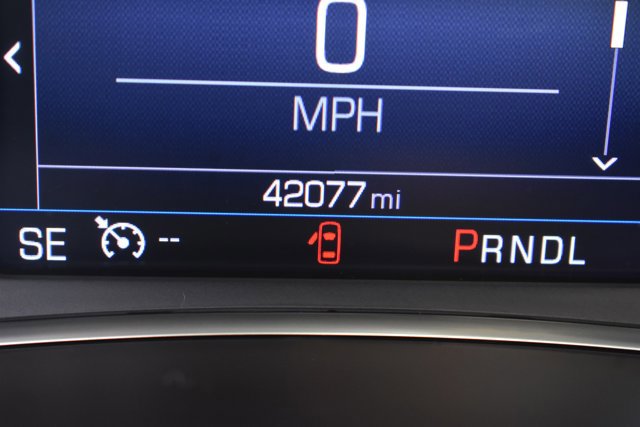 0
MPH
42077 mi
SE -- PRNDL